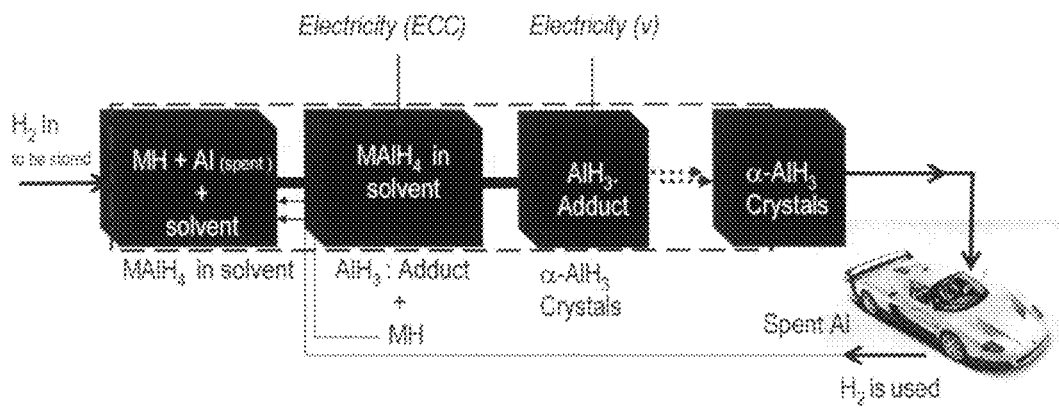 Electricity (ECC)
Electricity (v)
H₂ in
to be stored
MH + Al (spent)
+
solvent
MAlH₄ in
solvent
AlH₃-
Adduct
α-AlH₃
Crystals
MAlH₄ in solvent
AlH₃ : Adduct
+
MH
α-AlH₃
Crystals
Spent Al
H₂ is used